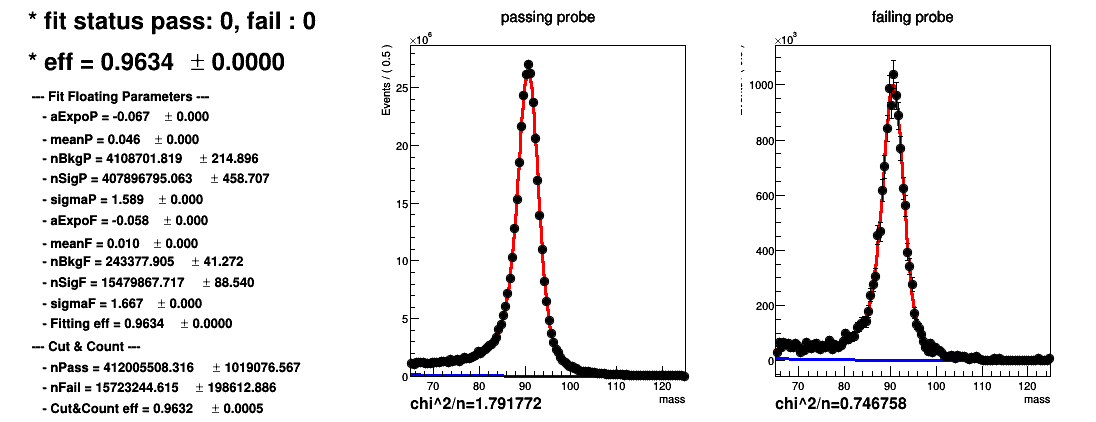 * fit status pass: 0, fail : 0
* eff = 0.9634 ± 0.0000
--- Fit Floating Parameters ---
- aExpoP = -0.067 ± 0.000
- meanP = 0.046 ± 0.000
- nBkgP = 4108701.819 ± 214.896
- nSigP = 407896795.063 ± 458.707
- sigmaP = 1.589 ± 0.000
- aExpoF = -0.058 ± 0.000
- meanF = 0.010 ± 0.000
- nBkgF = 243377.905 ± 41.272
- nSigF = 15479867.717 ± 88.540
- sigmaF = 1.667 ± 0.000
- Fitting eff = 0.9634 ± 0.0000
--- Cut & Count ---
- nPass = 412005508.316 ± 1019076.567
- nFail = 15723244.615 ± 198612.886
- Cut&Count eff = 0.9632 ± 0.0005
passing probe
×10⁶
Events / ( 0.5 )
25
20
15
10
5
0
70 80 90 100 110 120
mass
chi^2/n=1.791772
failing probe
×10³
1000
800
600
400
200
0
70 80 90 100 110 120
mass
chi^2/n=0.746758